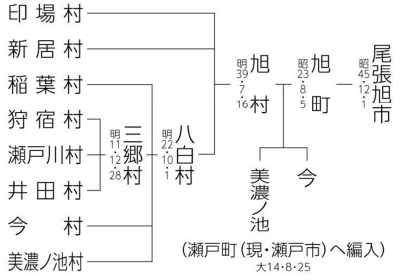 印場村
新居村
稲葉村
狩宿村
瀬戸川村
井田村
今村
美濃ノ池村
三郷村
明11・12・28
八白村
明22・10・1
旭村
明39・7・16
旭町
昭23・8・5
尾張旭市
昭45・12・1
今
美濃ノ池
(瀬戸町(現・瀬戸市)へ編入)
大14・8・25